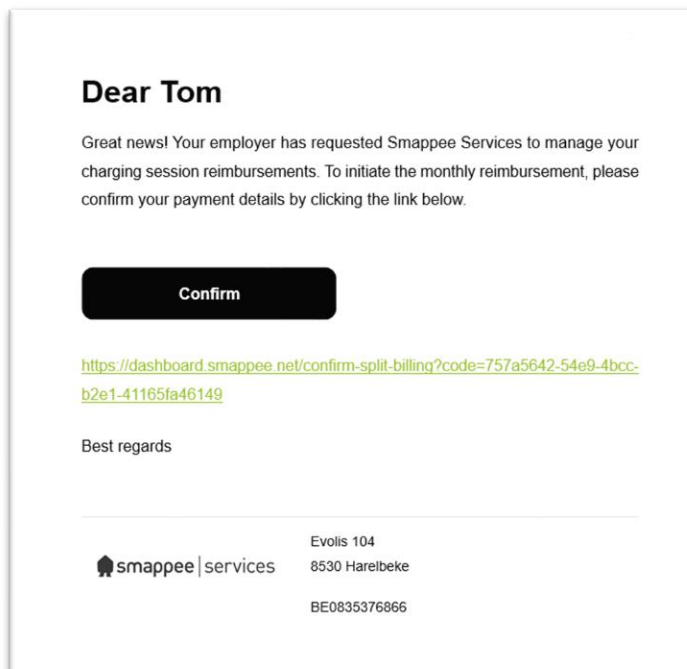 Dear Tom
Great news! Your employer has requested Smappee Services to manage your
charging session reimbursements. To initiate the monthly reimbursement, please
confirm your payment details by clicking the link below.
Confirm
https://dashboard.smappee.net/confirm-split-billing?code=757a5642-54e9-4bcc-
b2e1-41165fa46149
Best regards
smappee|services
Evolis 104
8530 Harelbeke
BE0835376866